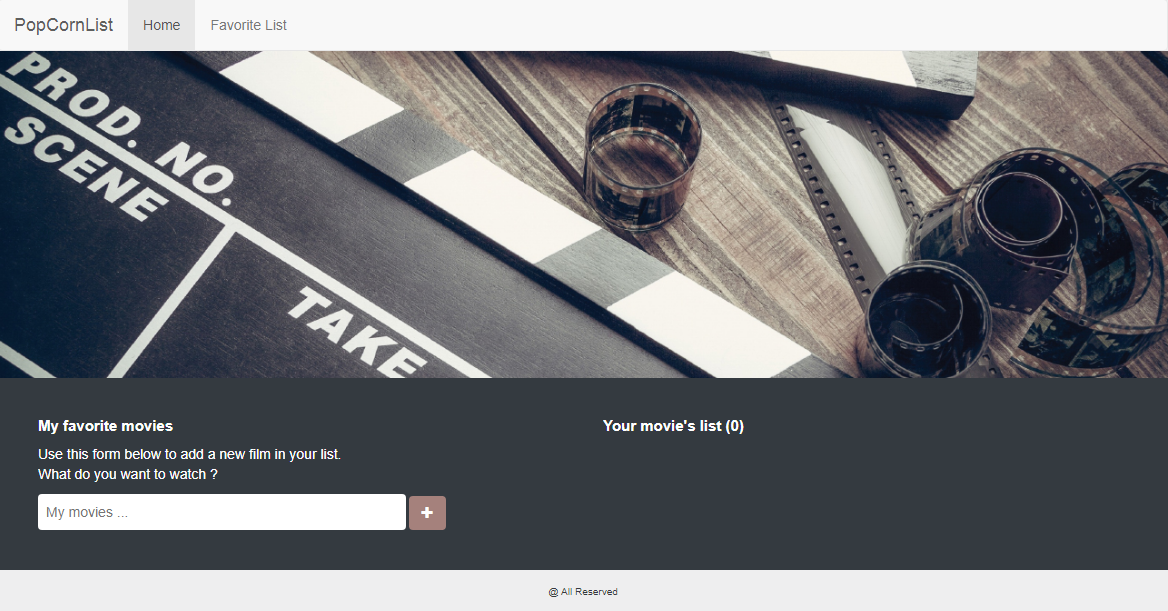 PopCornList Home Favorite List
PROD. NO.
SCENE
TAKE
My favorite movies
Use this form below to add a new film in your list.
What do you want to watch ?
My movies ...
+
Your movie's list (0)
@ All Reserved